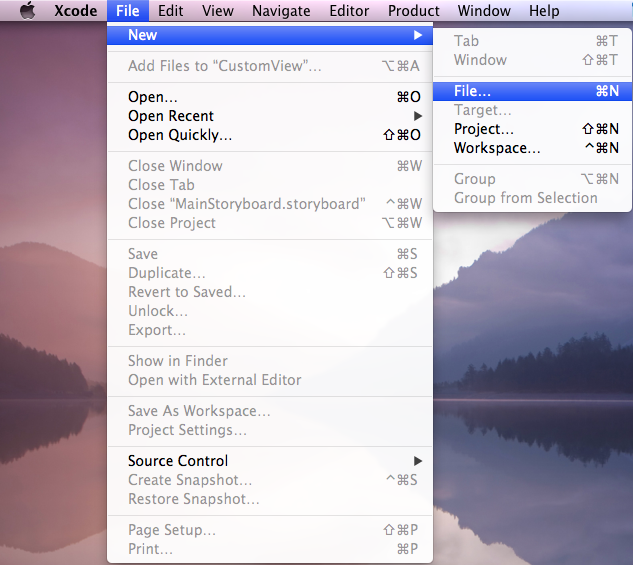 Xcode File Edit View Navigate Editor Product Window Help
New ▶
Add Files to “CustomView”... ⌥⌘A
Open... ⌘O
Open Recent ▶
Open Quickly... ⇧⌘O
Close Window ⌘W
Close Tab
Close “MainStoryboard.storyboard” ^⌘W
Close Project ⌥⌘W
Save ⌘S
Duplicate... ⇧⌘S
Revert to Saved...
Unlock...
Export...
Show in Finder
Open with External Editor
Save As Workspace...
Project Settings...
Source Control ▶
Create Snapshot... ^⌘S
Restore Snapshot...
Page Setup... ⇧⌘P
Print... ⌘P
Tab ⌘T
Window ⇧⌘T
File... ⌘N
Target...
Project... ⇧⌘N
Workspace... ^⌘N
Group ⌥⌘N
Group from Selection